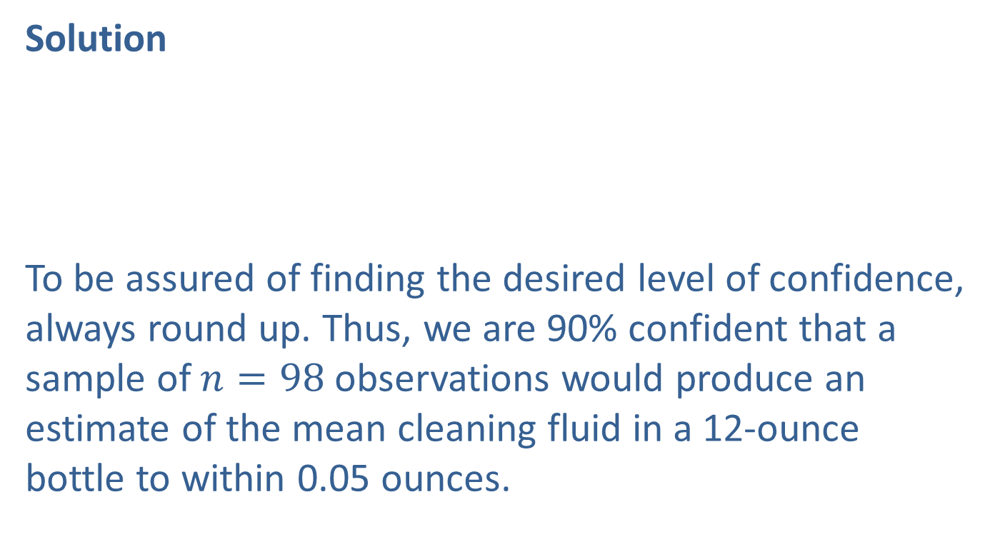 Solution
To be assured of finding the desired level of confidence,
always round up. Thus, we are 90% confident that a
sample of n = 98 observations would produce an
estimate of the mean cleaning fluid in a 12-ounce
bottle to within 0.05 ounces.